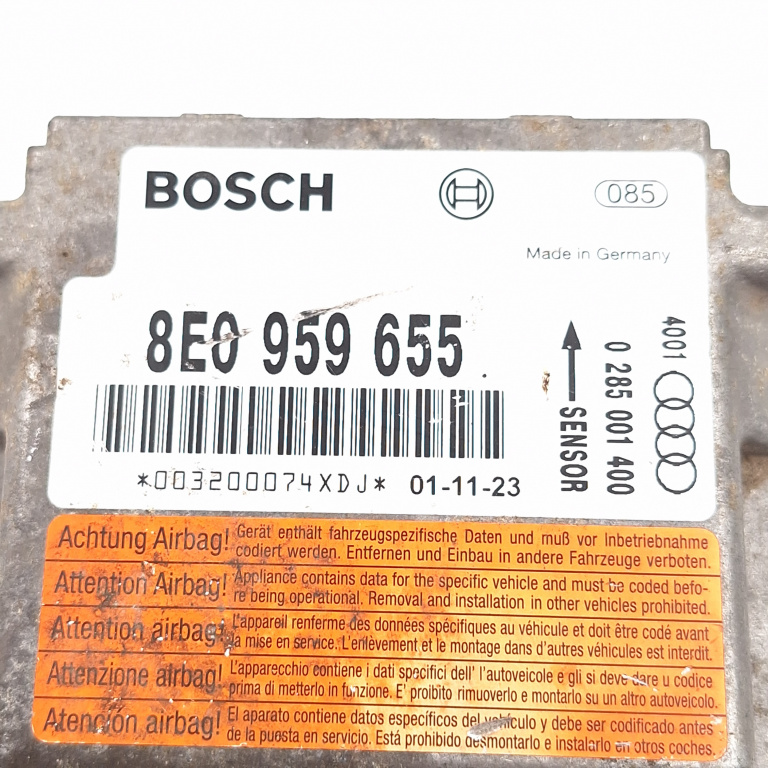 BOSCH
085
Made in Germany
8E0 959 655
4001
0 285 001 400
SENSOR
*003200074XDJ* 01-11-23
Achtung Airbag! Gerät enthält fahrzeugspezifische Daten und muß vor Inbetriebnahme
codiert werden. Entfernen und Einbau in andere Fahrzeuge verboten.
Attention Airbag! Appliance contains data for the specific vehicle and must be coded befo-
re being operational. Removal and installation in other vehicles prohibited.
Attention airbag! L'appareil renferme des données spécifiques au véhicule et doit être codé avant
la mise en service. L'enlèvement et le montage dans d'autres véhicules est interdit.
Attenzione airbag! L'apparecchio contiene i dati specifici dell' l'autoveicole e gli si deve dare u codice
prima di metterlo in funzione. E' proibito rimuoverlo e montarlo su un altro autoveicolo.
Atención airbag! El aparato contiene datos específicos del vehículo y debe ser codificado antes
de la puesta en servicio. Está prohibido desmontarlo e instalarlo en otros coches.